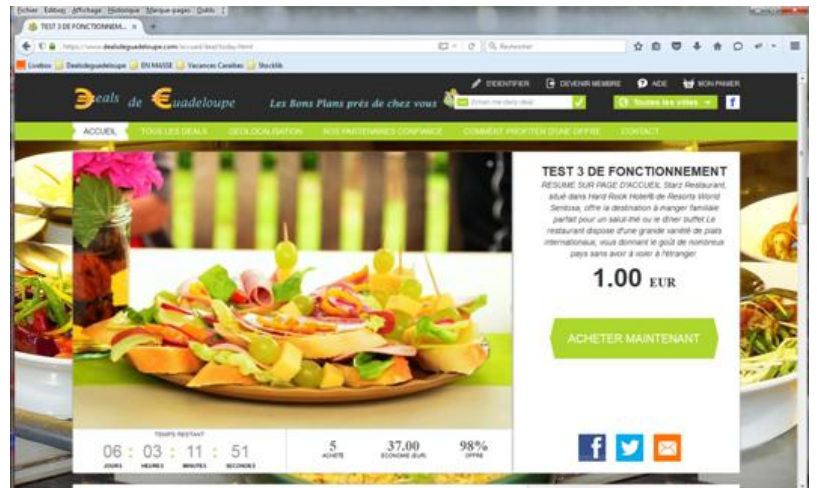 Fichier Edition Affichage Historique Marque-pages Outils ?
TEST 3 DE FONCTIONNEM... × +
Rechercher
Livebox Dealsdeguadeloupe EN MASSE Vacances Caraibes Stocklib
S'IDENTIFIER DEVENIR MEMBRE ? AIDE MON PANIER
Deals de Guadeloupe Les Bons Plans près de chez vous
Toutes les villes f
ACCUEIL TOUS LES DEALS GEOLOCALISATION NOS PARTENAIRES CONFIANCE COMMENT PROFITER D'UNE OFFRE CONTACT
TEST 3 DE FONCTIONNEMENT
RESUME SUR PAGE D'ACCUEIL Starz Restaurant,
situé dans Hard Rock Hotel® de Resorts World
Sentosa, offre la destination à manger familiale
parfait pour un salut-thé ou le dîner buffet Le
restaurant dispose d'une grande variété de plats
internationaux, vous donnant le goût de nombreux
pays sans avoir à voler à l'étranger
1.00 EUR
ACHETER MAINTENANT
TEMPS RESTANT
06 : 03 : 11 : 51
JOURS HEURES MINUTES SECONDES
5 37.00 98%
ACHETÉ ECONOMIE (EUR) OFFRE